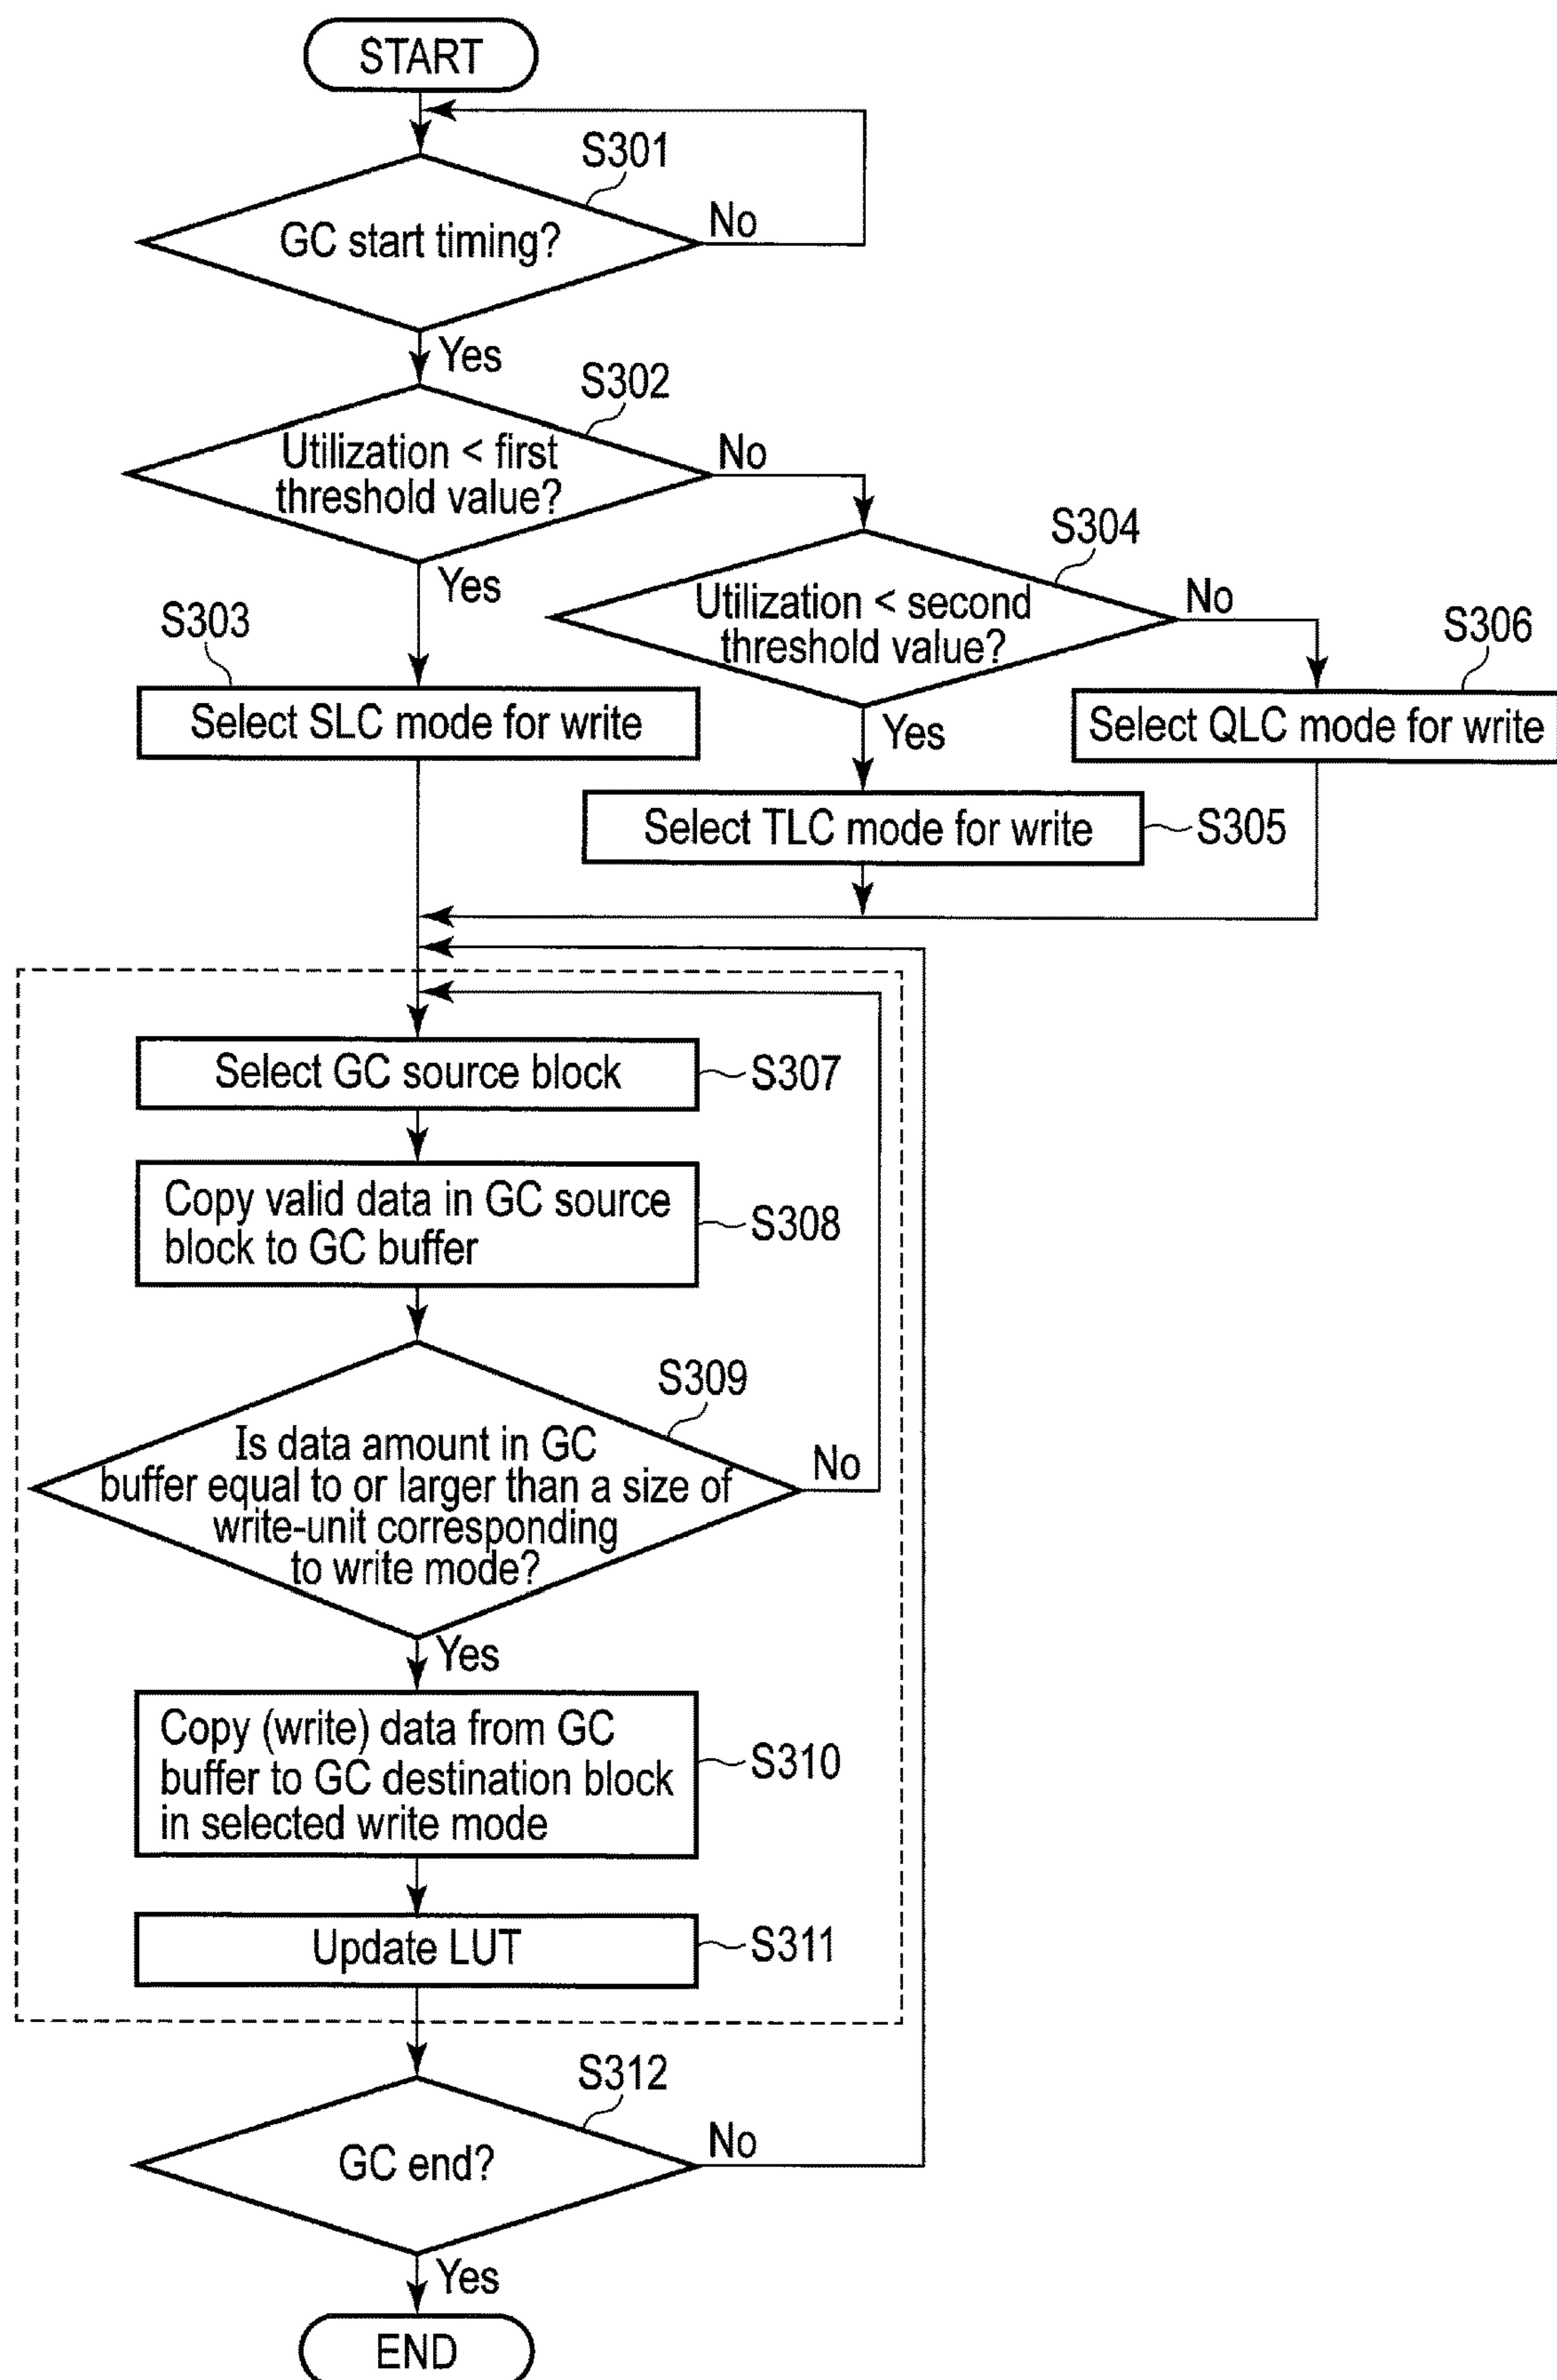 START
S301
GC start timing?
No
Yes
S302
Utilization < first
threshold value?
No
Yes
S304
Utilization < second
threshold value?
No
Yes
S303
Select SLC mode for write
S306
Select QLC mode for write
Select TLC mode for write
S305
Select GC source block
S307
Copy valid data in GC source
block to GC buffer
S308
S309
Is data amount in GC
buffer equal to or larger than a size of
write-unit corresponding
to write mode?
No
Yes
Copy (write) data from GC
buffer to GC destination block
in selected write mode
S310
Update LUT
S311
S312
GC end?
No
Yes
END